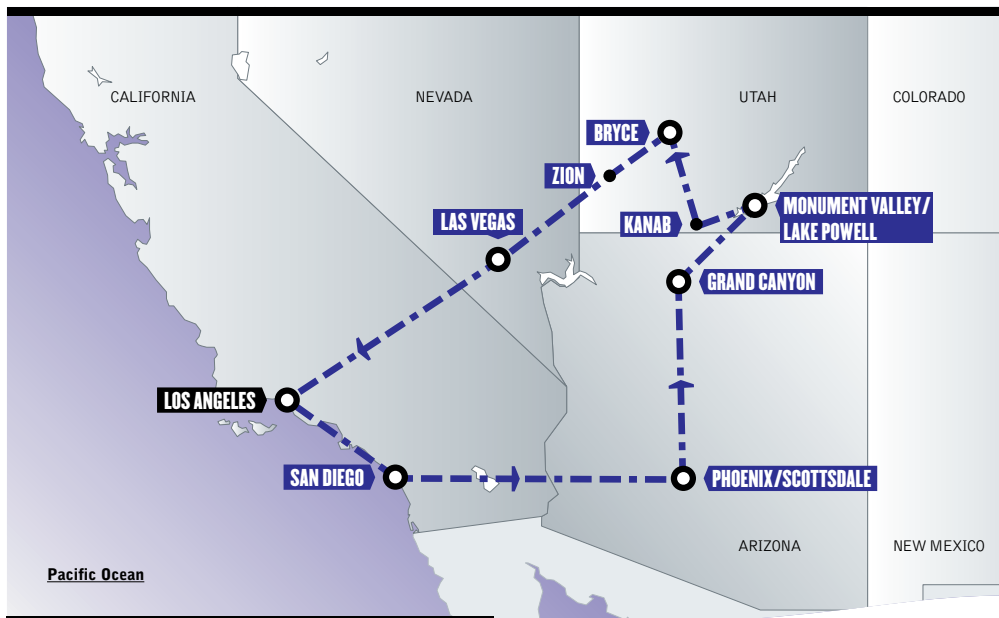 CALIFORNIA
NEVADA
UTAH
COLORADO
BRYCE
ZION
LAS VEGAS
KANAB
MONUMENT VALLEY/
LAKE POWELL
GRAND CANYON
LOS ANGELES
SAN DIEGO
PHOENIX/SCOTTSDALE
ARIZONA
NEW MEXICO
Pacific Ocean